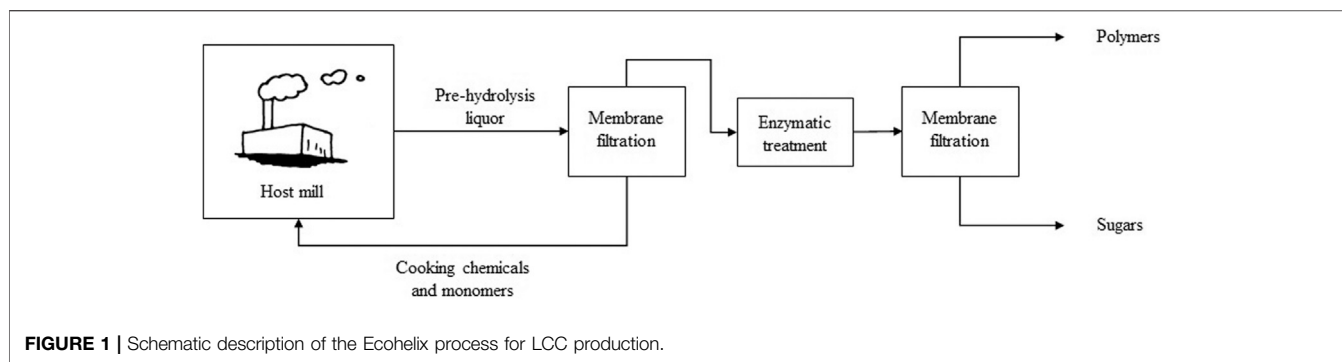 Host mill
Pre-hydrolysis
liquor
Cooking chemicals
and monomers
Membrane
filtration
Enzymatic
treatment
Membrane
filtration
Polymers
Sugars
FIGURE 1 | Schematic description of the Ecohelix process for LCC production.